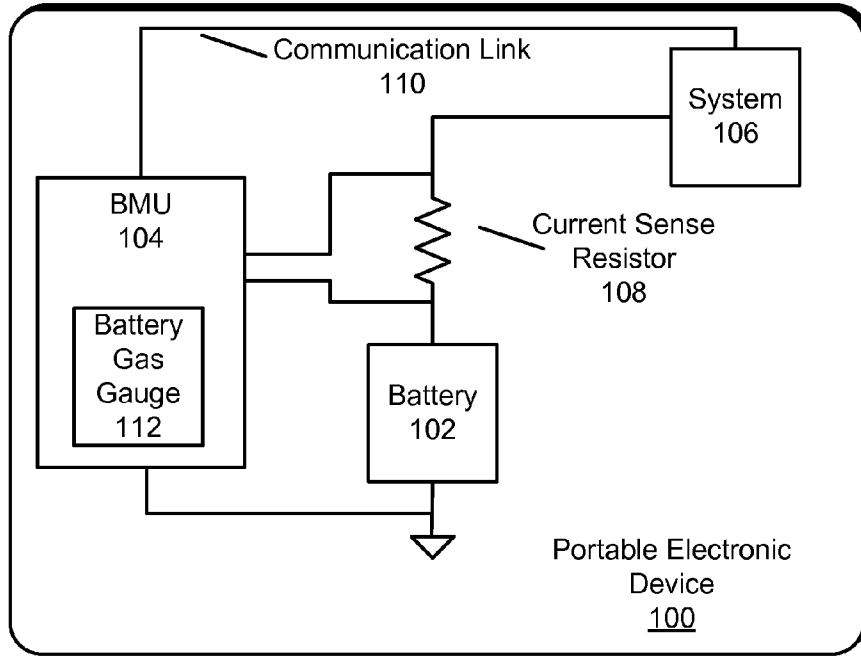 Communication Link
110
System
106
BMU
104
Current Sense
Resistor
108
Battery
Gas
Gauge
112
Battery
102
Portable Electronic
Device
100